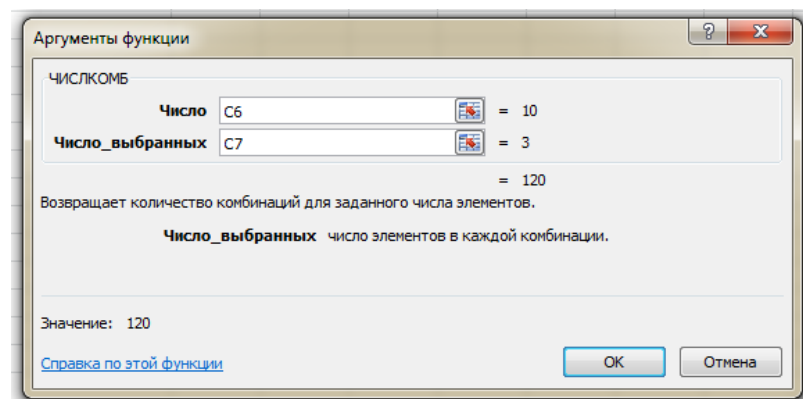 Аргументы функции
ЧИСЛКОМБ
Число C6 = 10
Число_выбранных C7 = 3
= 120
Возвращает количество комбинаций для заданного числа элементов.
Число_выбранных число элементов в каждой комбинации.
Значение: 120
Справка по этой функции OK Отмена